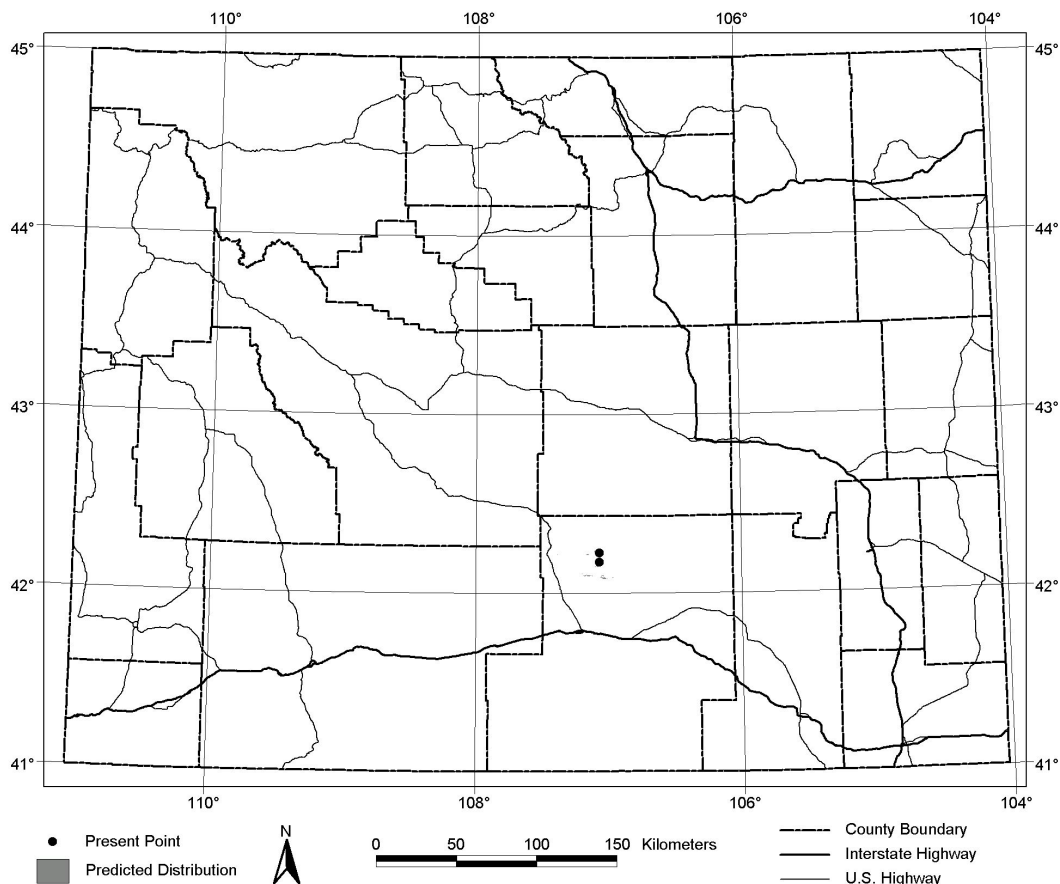 110° 108° 106° 104°
45° 45°
44° 44°
43° 43°
42° 42°
41° 41°
110° 108° 106° 104°
Present Point
Predicted Distribution
N
0 50 100 150 Kilometers
County Boundary
Interstate Highway
U.S. Highway